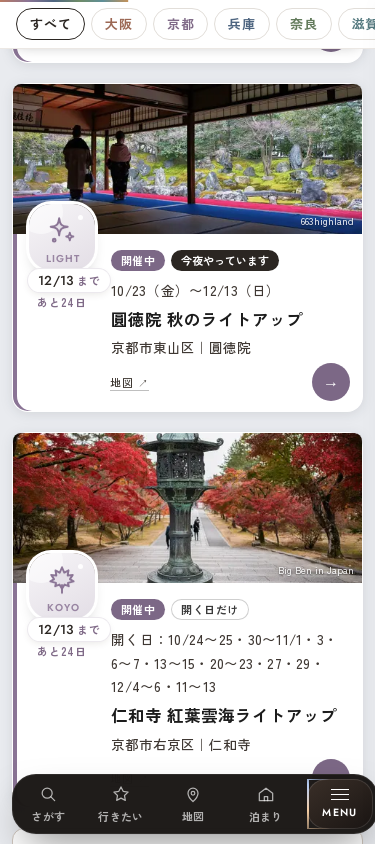 すべて
大阪
京都
兵庫
奈良
663highland
LIGHT
12/13 まで
あと24日
開催中
今夜やっています
10/23（金）〜12/13（日）
圓徳院 秋のライトアップ
京都市東山区｜圓徳院
地図 ↗
→
Big Ben in Japan
KOYO
12/13 まで
あと24日
開催中
開く日だけ
開く日：10/24〜25・30〜11/1・3・
6〜7・13〜15・20〜23・27・29・
12/4〜6・11〜13
仁和寺 紅葉雲海ライトアップ
京都市右京区｜仁和寺
さがす
行きたい
地図
泊まり
MENU